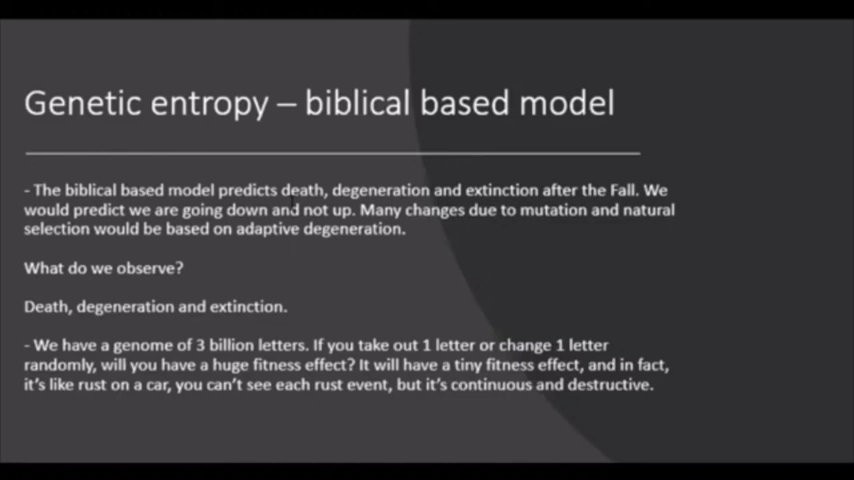 Genetic entropy – biblical based model
- The biblical based model predicts death, degeneration and extinction after the Fall. We
would predict we are going down and not up. Many changes due to mutation and natural
selection would be based on adaptive degeneration.
What do we observe?
Death, degeneration and extinction.
- We have a genome of 3 billion letters. If you take out 1 letter or change 1 letter
randomly, will you have a huge fitness effect? It will have a tiny fitness effect, and in fact,
it's like rust on a car, you can't see each rust event, but it's continuous and destructive.